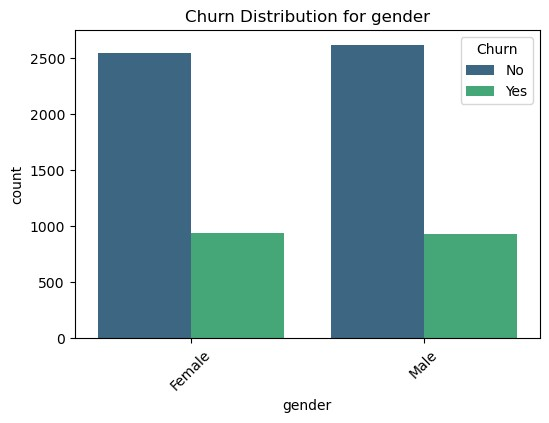 Churn Distribution for gender
Churn
No
Yes
count
2500
2000
1500
1000
500
0
Female
Male
gender